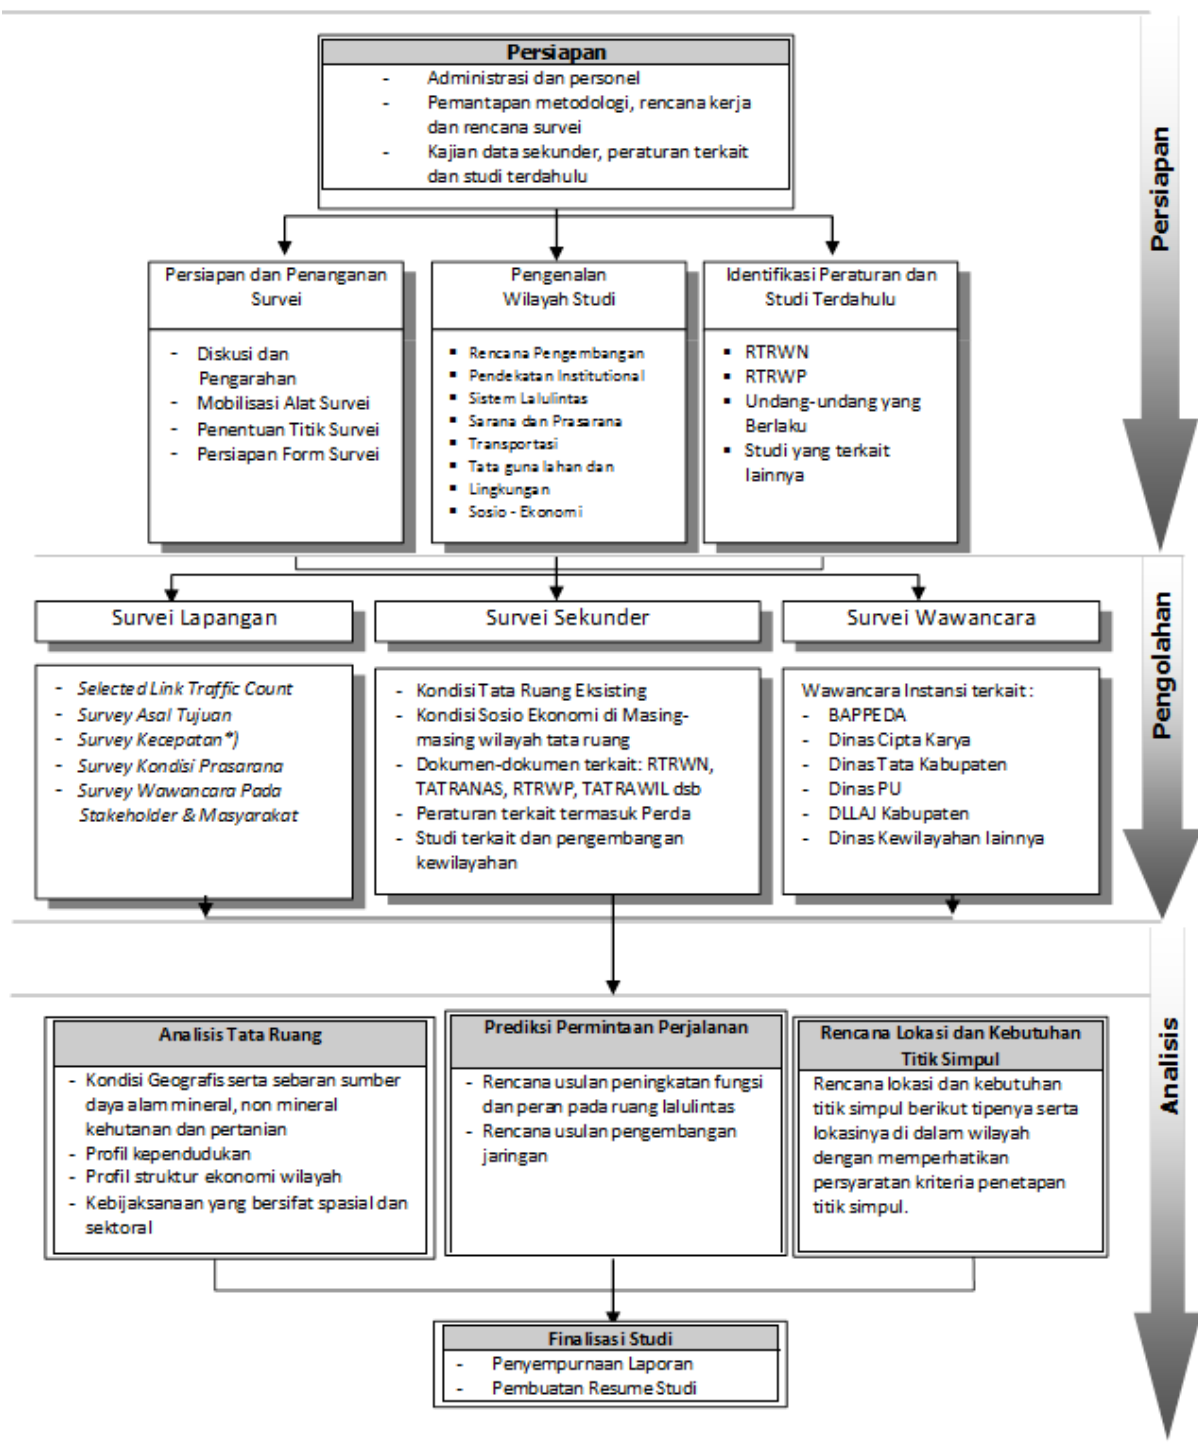 Persiapan
- Administrasi dan personel
- Pemantapan metodologi, rencana kerja
dan rencana survei
- Kajian data sekunder, peraturan terkait
dan studi terdahulu
Persiapan
Persiapan dan Penanganan
Survei
- Diskusi dan
Pengarahan
- Mobilisasi Alat Survei
- Penentuan Titik Survei
- Persiapan Form Survei
Pengenalan
Wilayah Studi
▪ Rencana Pengembangan
▪ Pendekatan Institutional
▪ Sistem Lalulintas
▪ Sarana dan Prasarana
▪ Transportasi
▪ Tata guna lahan dan
▪ Lingkungan
▪ Sosio - Ekonomi
Identifikasi Peraturan dan
Studi Terdahulu
▪ RTRWN
▪ RTRWP
▪ Undang-undang yang
Berlaku
▪ Studi yang terkait
lainnya
Pengolahan
Survei Lapangan
- Selected Link Traffic Count
- Survey Asal Tujuan
- Survey Kecepatan*)
- Survey Kondisi Prasarana
- Survey Wawancara Pada
Stakeholder & Masyarakat
Survei Sekunder
- Kondisi Tata Ruang Eksisting
- Kondisi Sosio Ekonomi di Masing-
masing wilayah tata ruang
- Dokumen-dokumen terkait: RTRWN,
TATRANAS, RTRWP, TATRAWIL dsb
- Peraturan terkait termasuk Perda
- Studi terkait dan pengembangan
kewilayahan
Survei Wawancara
Wawancara Instansi terkait :
- BAPPEDA
- Dinas Cipta Karya
- Dinas Tata Kabupaten
- Dinas PU
- DLLAJ Kabupaten
- Dinas Kewilayahan lainnya
Analisis
Analisis Tata Ruang
- Kondisi Geografis serta sebaran sumber
daya alam mineral, non mineral
kehutanan dan pertanian
- Profil kependudukan
- Profil struktur ekonomi wilayah
- Kebijaksanaan yang bersifat spasial dan
sektoral
Prediksi Permintaan Perjalanan
- Rencana usulan peningkatan fungsi
dan peran pada ruang lalulintas
- Rencana usulan pengembangan
jaringan
Rencana Lokasi dan Kebutuhan
Titik Simpul
Rencana lokasi dan kebutuhan
titik simpul berikut tipenya serta
lokasinya di dalam wilayah
dengan memperhatikan
persyaratan kriteria penetapan
titik simpul.
Finalisasi Studi
- Penyempurnaan Laporan
- Pembuatan Resume Studi